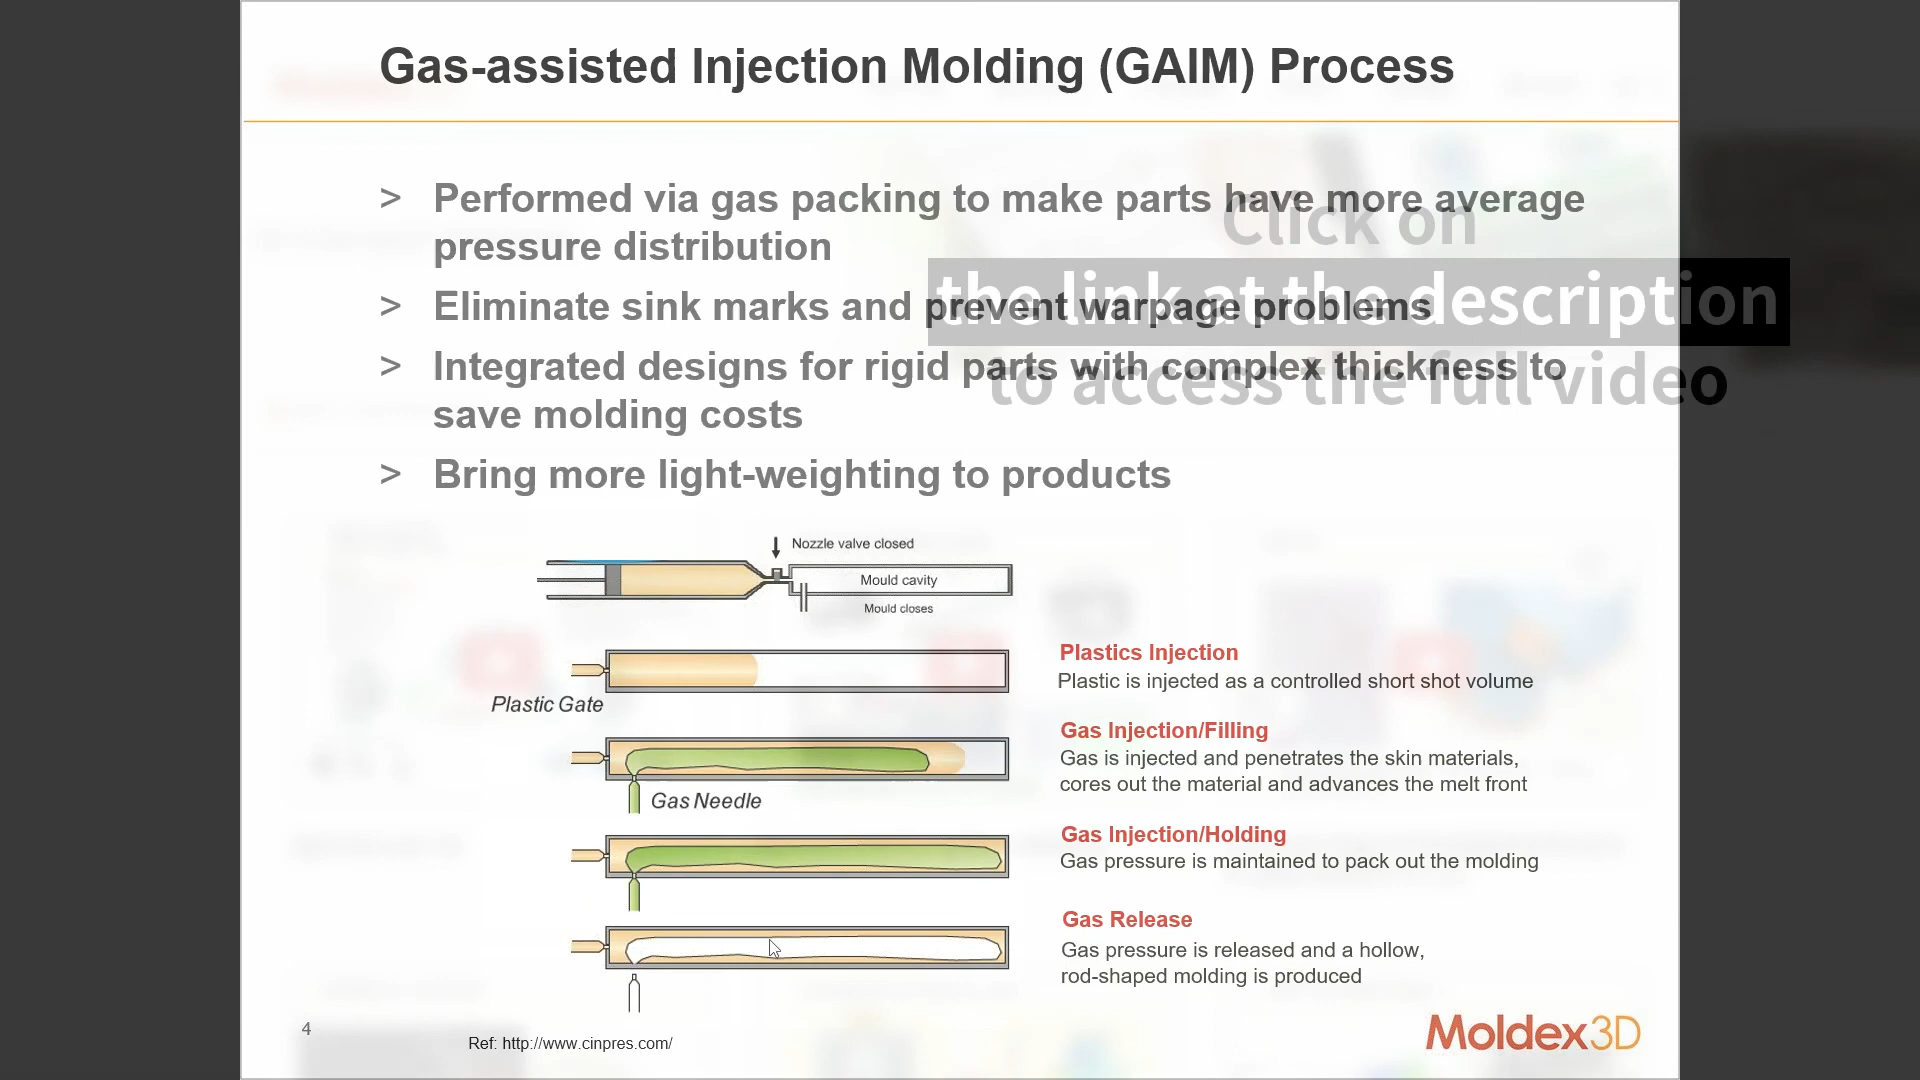 Gas-assisted Injection Molding (GAIM) Process
> Performed via gas packing to make parts have more average
pressure distribution
> Eliminate sink marks and prevent warpage problems
> Integrated designs for rigid parts with complex thickness to
save molding costs
> Bring more light-weighting to products
Click on
the link at the description
to access the full video
Nozzle valve closed
Mould cavity
Mould closes
Plastic Gate
Plastics Injection
Plastic is injected as a controlled short shot volume
Gas Injection/Filling
Gas is injected and penetrates the skin materials,
cores out the material and advances the melt front
Gas Needle
Gas Injection/Holding
Gas pressure is maintained to pack out the molding
Gas Release
Gas pressure is released and a hollow,
rod-shaped molding is produced
4
Ref: http://www.cinpres.com/
Moldex3D